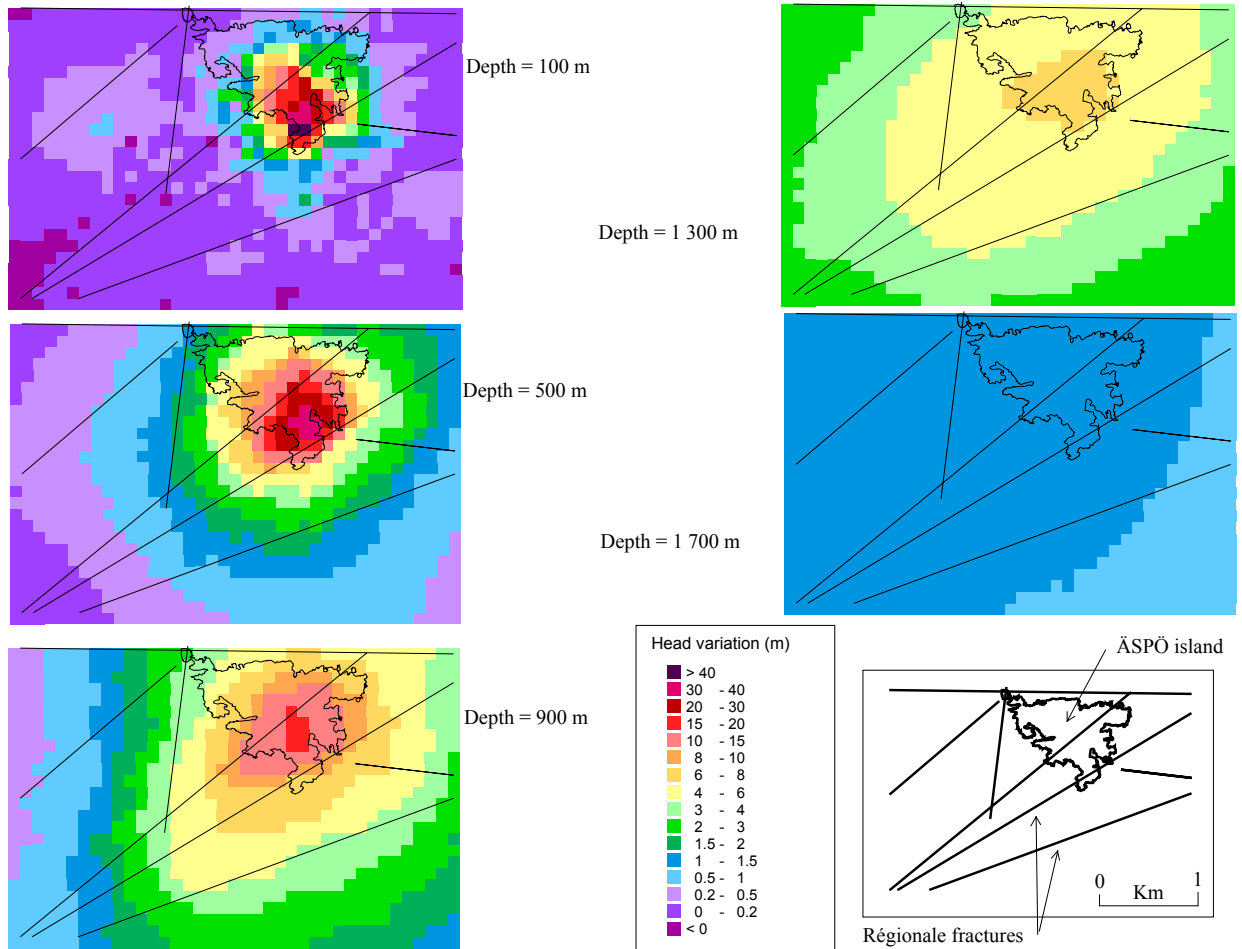 Depth = 100 m
Depth = 1 300 m
Depth = 500 m
Depth = 1 700 m
Depth = 900 m
Head variation (m)
> 40
30 - 40
20 - 30
15 - 20
10 - 15
8 - 10
6 - 8
4 - 6
3 - 4
2 - 3
1.5 - 2
1 - 1.5
0.5 - 1
0.2 - 0.5
0 - 0.2
< 0
ÄSPÖ island
0 1
Km
Régionale fractures